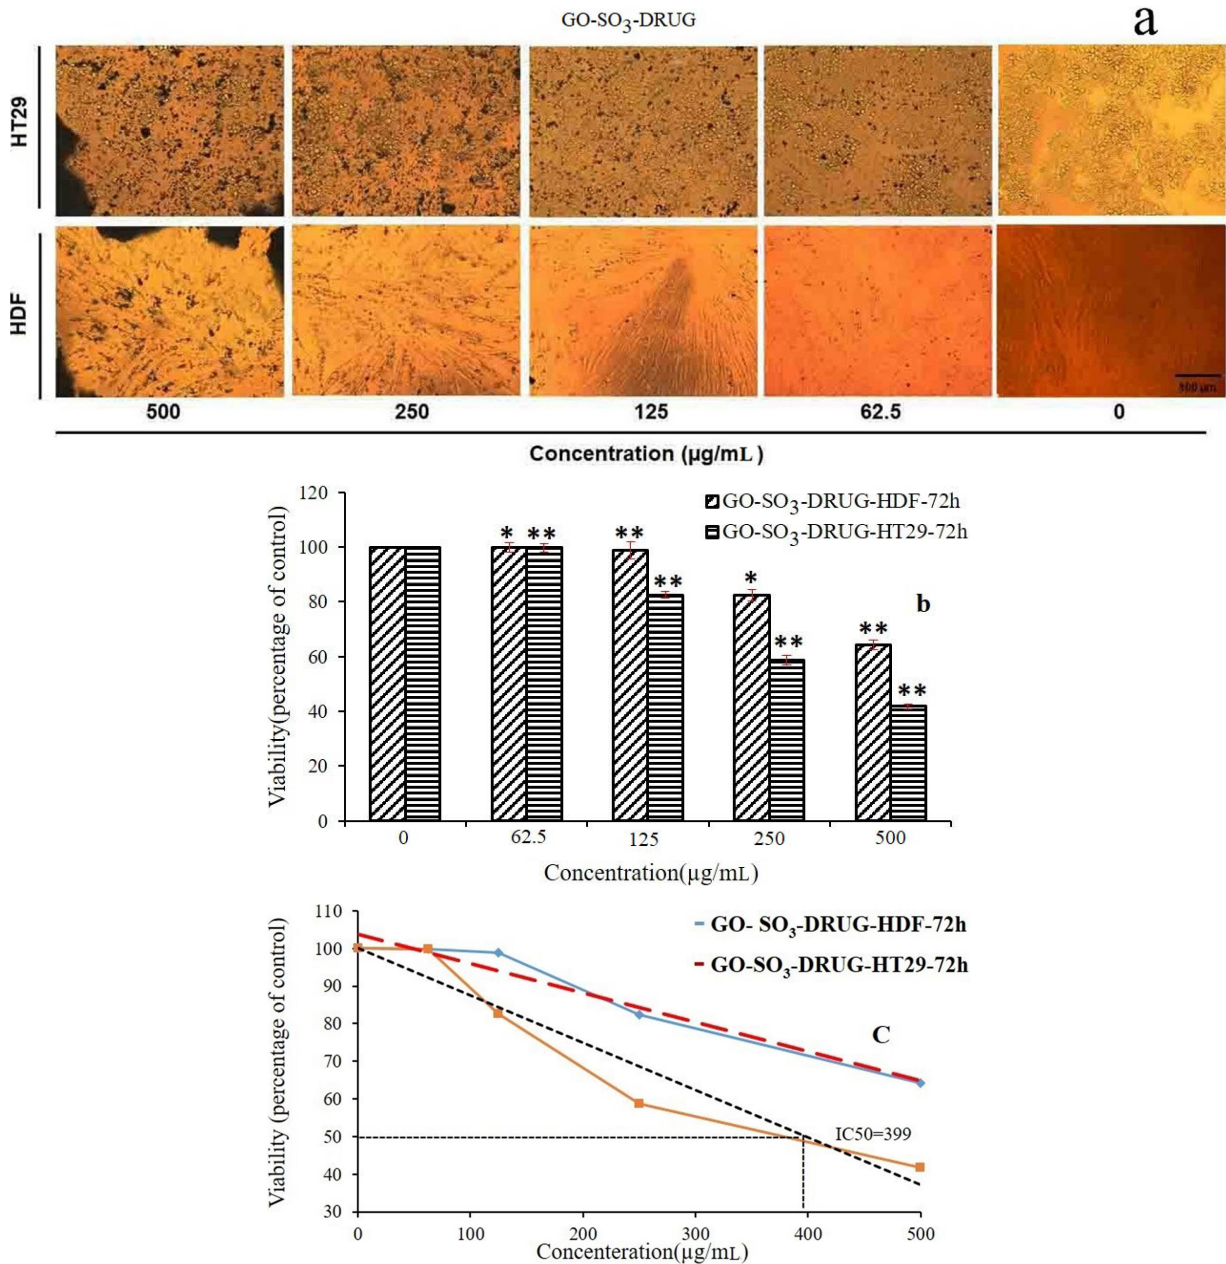 GO-SO3-DRUG
a
HT29
HDF
100 µm
500 250 125 62.5 0
Concentration (µg/mL )
120
100
80
60
40
20
0
Viability(percentage of control)
GO-SO3-DRUG-HDF-72h
GO-SO3-DRUG-HT29-72h
* ** ** ** * ** ** **
b
0 62.5 125 250 500
Concentration(µg/mL)
110
100
90
80
70
60
50
40
30
Viability (percentage of control)
GO- SO3-DRUG-HDF-72h
GO-SO3-DRUG-HT29-72h
C
IC50=399
0 100 200 300 400 500
Concenteration(µg/mL)